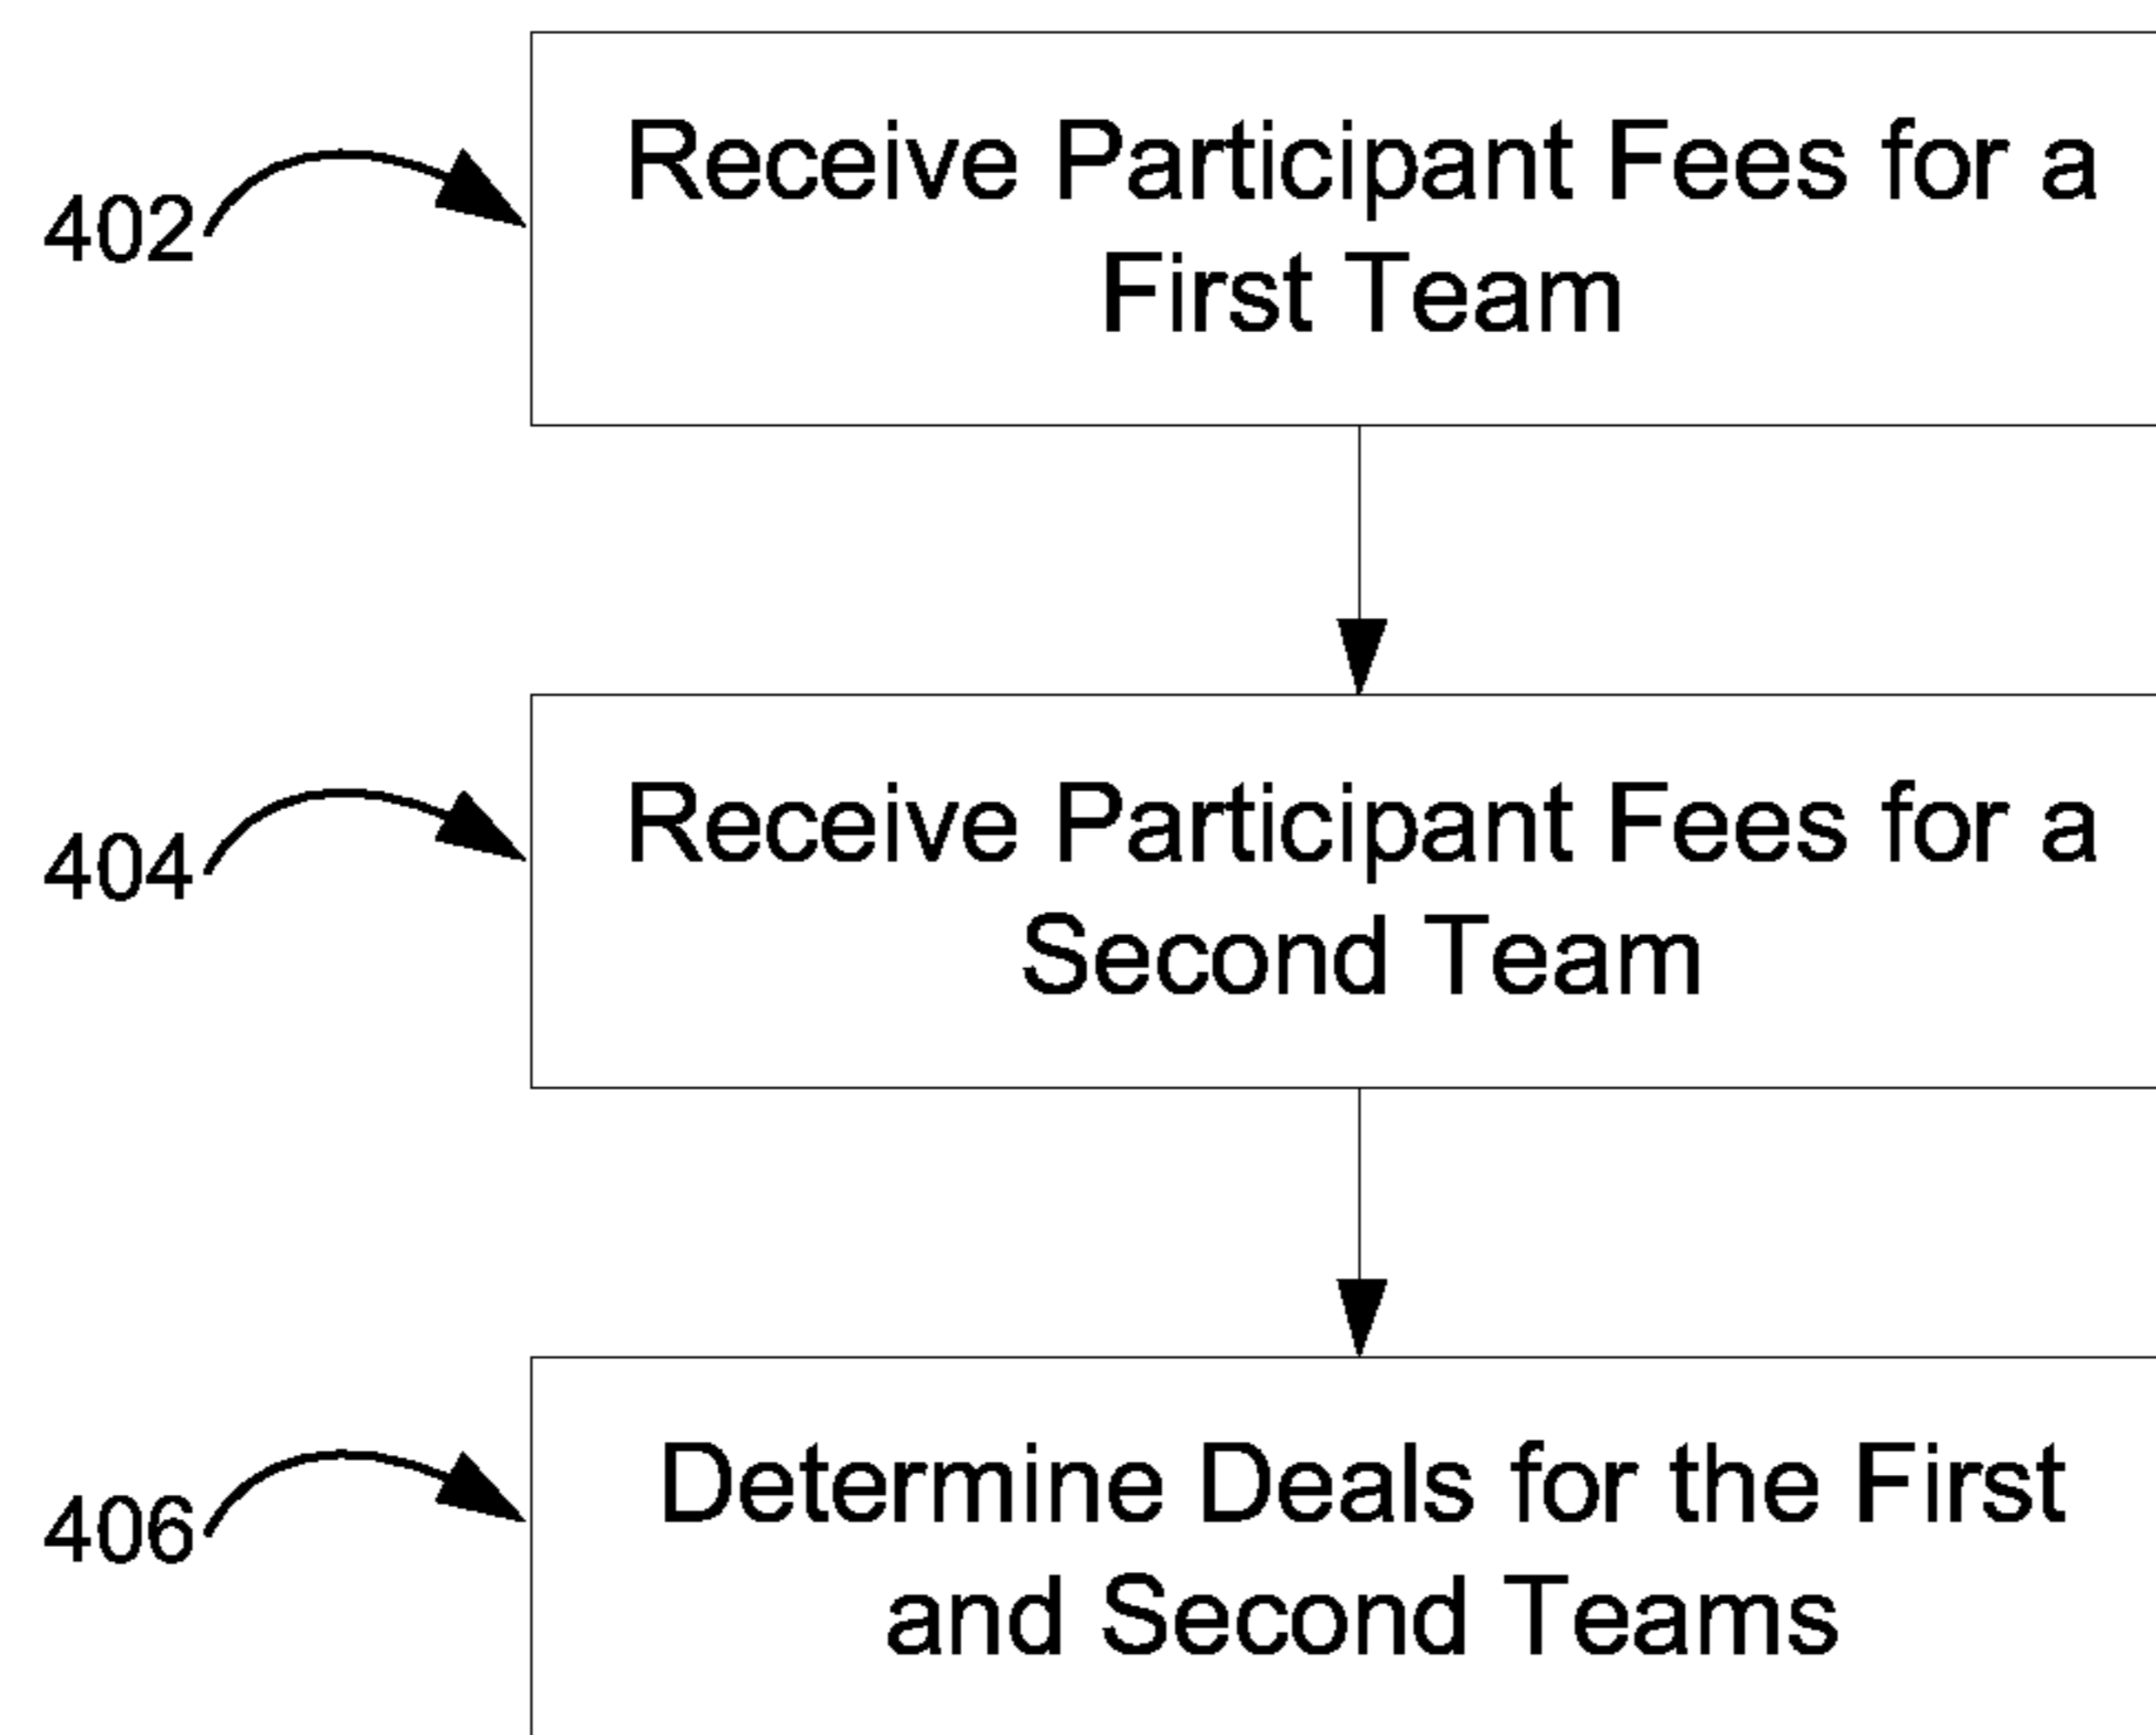 402
Receive Participant Fees for a
First Team
404
Receive Participant Fees for a
Second Team
406
Determine Deals for the First
and Second Teams